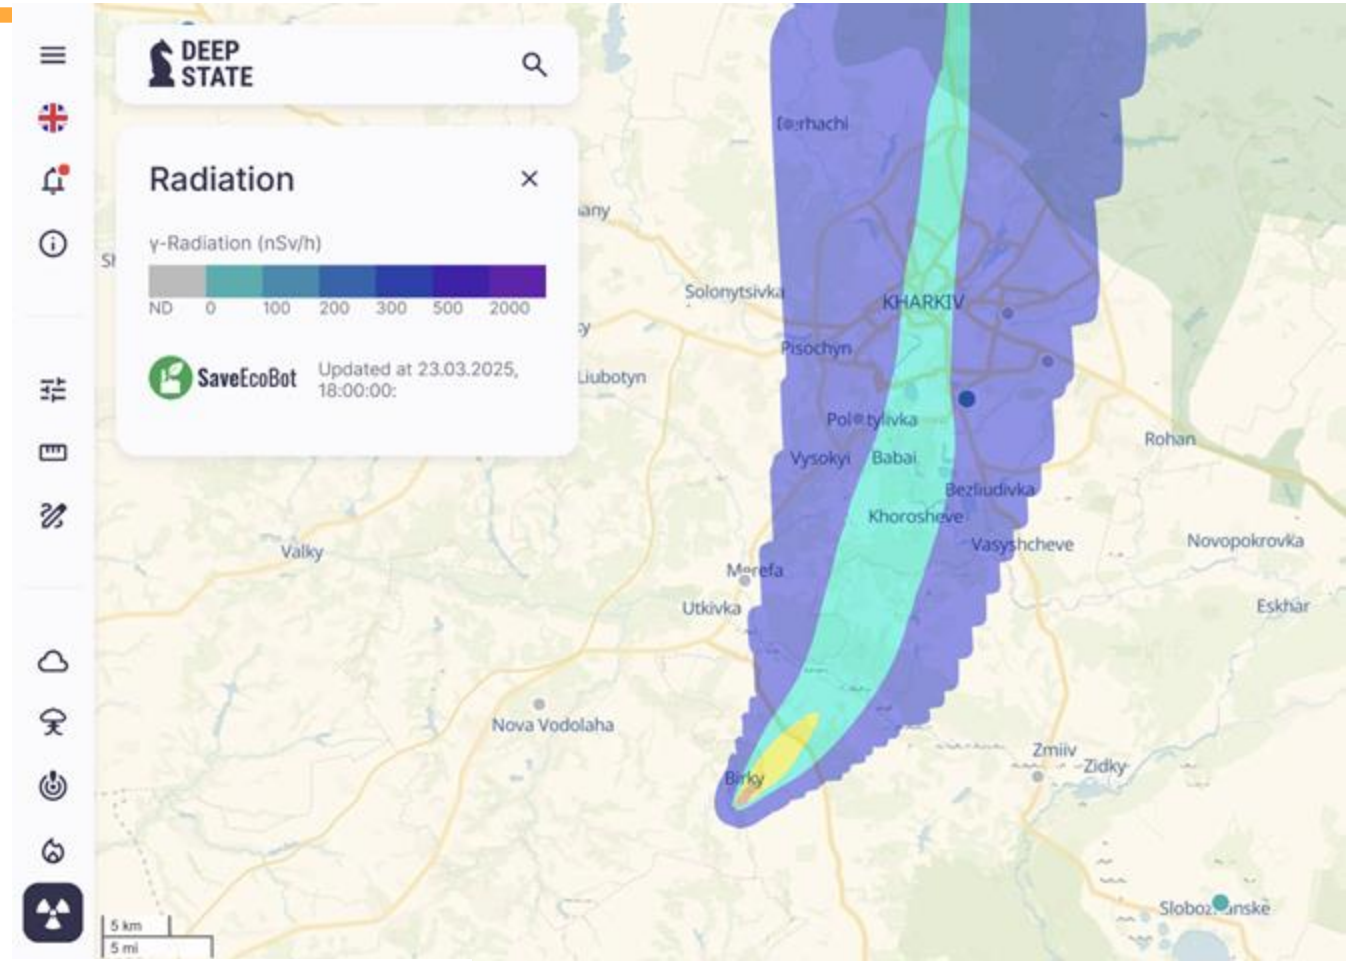 DEEP
STATE
Radiation
γ-Radiation (nSv/h)
ND 0 100 200 300 500 2000
SaveEcoBot
Updated at 23.03.2025,
18:00:00:
Solonytsivka
KHARKIV
Pisochyn
Liubotyn
Rohan
Vysokyi
Babai
Bezliudivka
Khorosheve
Vasyshcheve
Novopokrovka
Valky
Merefa
Utkivka
Eskhar
Nova Vodolaha
Zmiiv
Zidky
Birky
5 km
5 mi